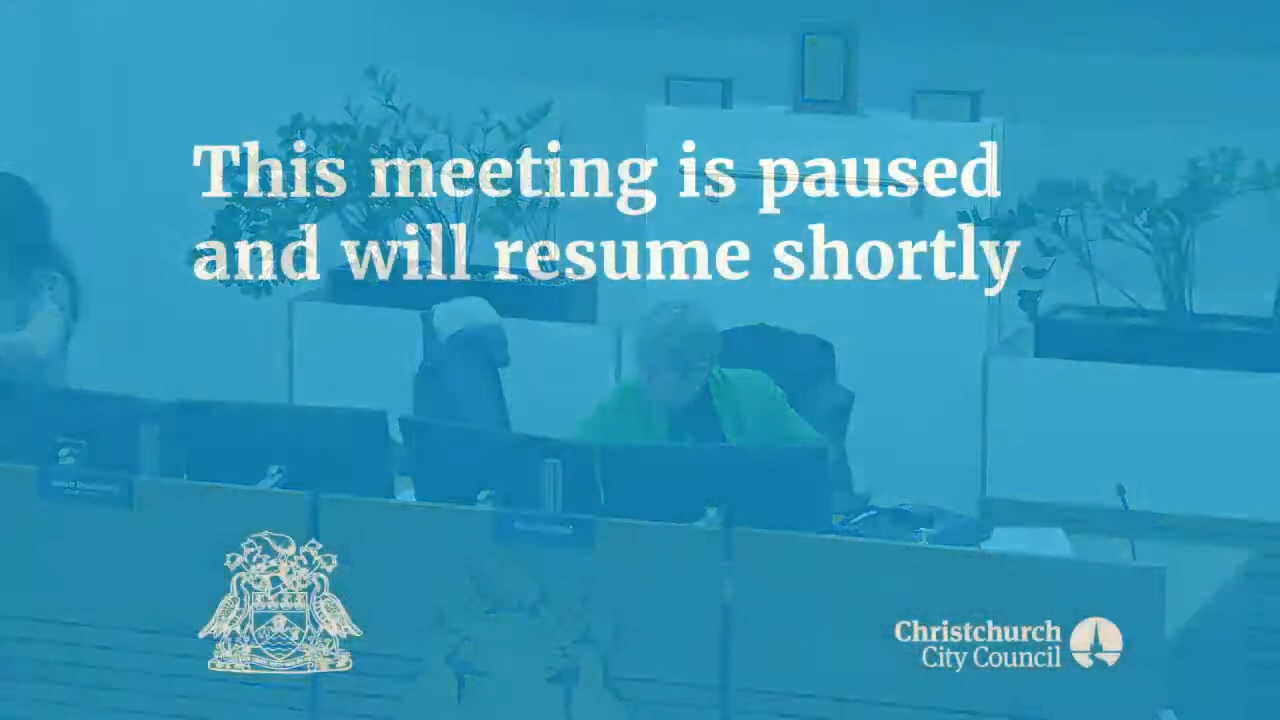 This meeting is paused
and will resume shortly
Christchurch
City Council